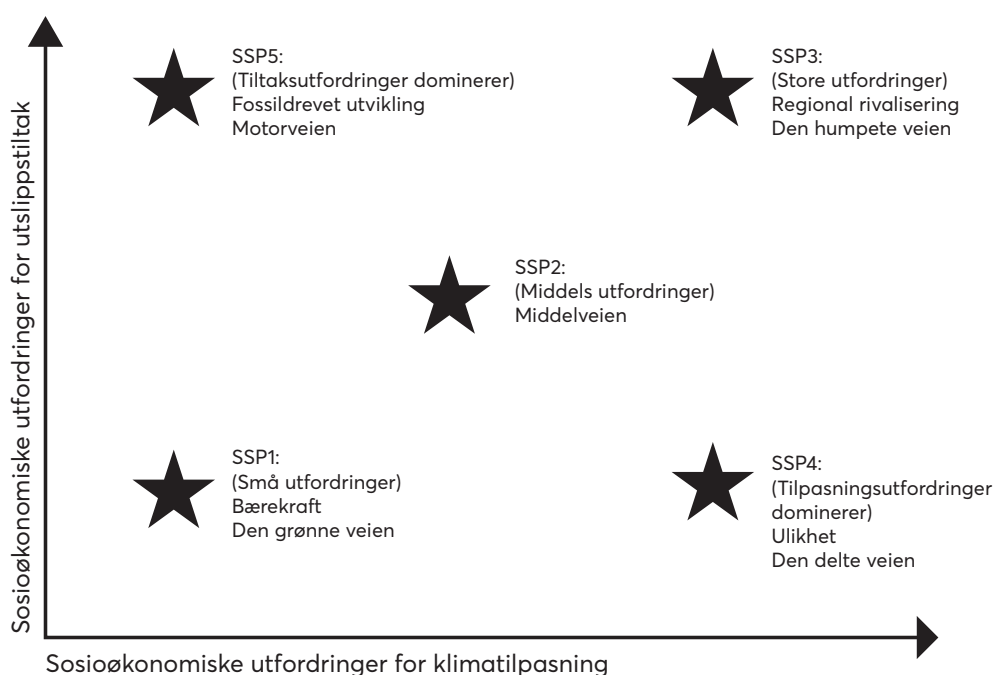 SSP5:
(Tiltaksutfordringer dominerer)
Fossildrevet utvikling
Motorveien
SSP3:
(Store utfordringer)
Regional rivalisering
Den humpete veien
SSP2:
(Middels utfordringer)
Middelveien
SSP1:
(Små utfordringer)
Bærekraft
Den grønne veien
SSP4:
(Tilpasningsutfordringer
dominerer)
Ulikhet
Den delte veien
Sosioøkonomiske utfordringer for utslippstiltak
Sosioøkonomiske utfordringer for klimatilpasning